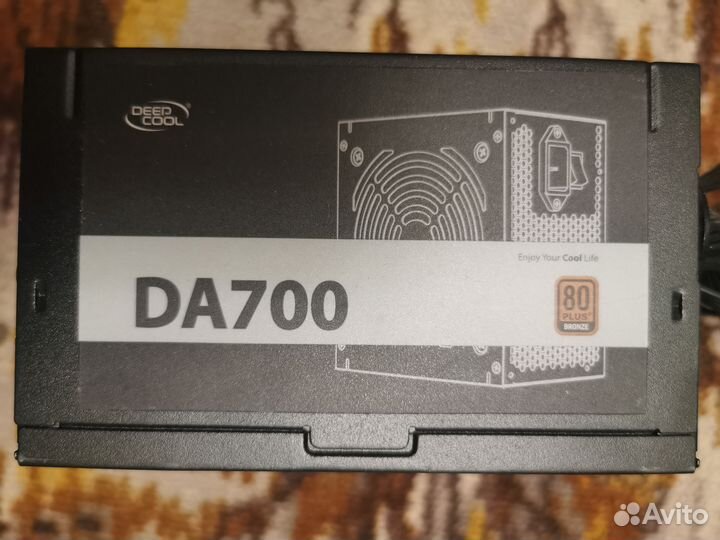 DEEP
COOL
®
Enjoy Your Cool Life
DA700
80
PLUS®
BRONZE
Avito